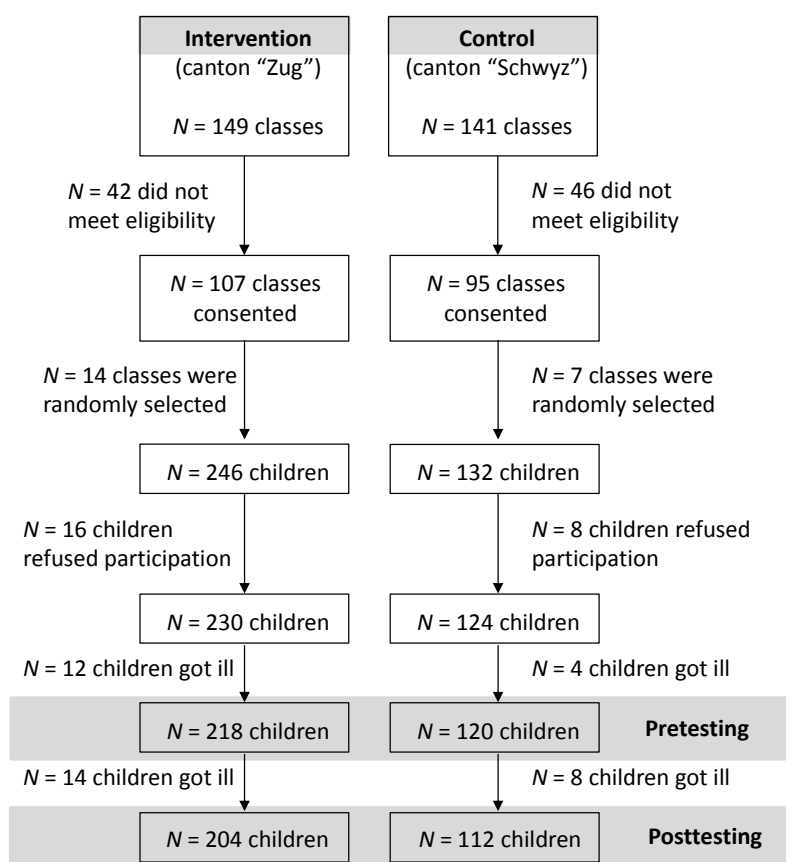 Intervention
(canton “Zug”)
N = 149 classes
Control
(canton “Schwyz”)
N = 141 classes
N = 42 did not
meet eligibility
N = 46 did not
meet eligibility
N = 107 classes
consented
N = 95 classes
consented
N = 14 classes were
randomly selected
N = 7 classes were
randomly selected
N = 246 children
N = 132 children
N = 16 children
refused participation
N = 8 children refused
participation
N = 230 children
N = 124 children
N = 12 children got ill
N = 4 children got ill
N = 218 children
N = 120 children
Pretesting
N = 14 children got ill
N = 8 children got ill
N = 204 children
N = 112 children
Posttesting